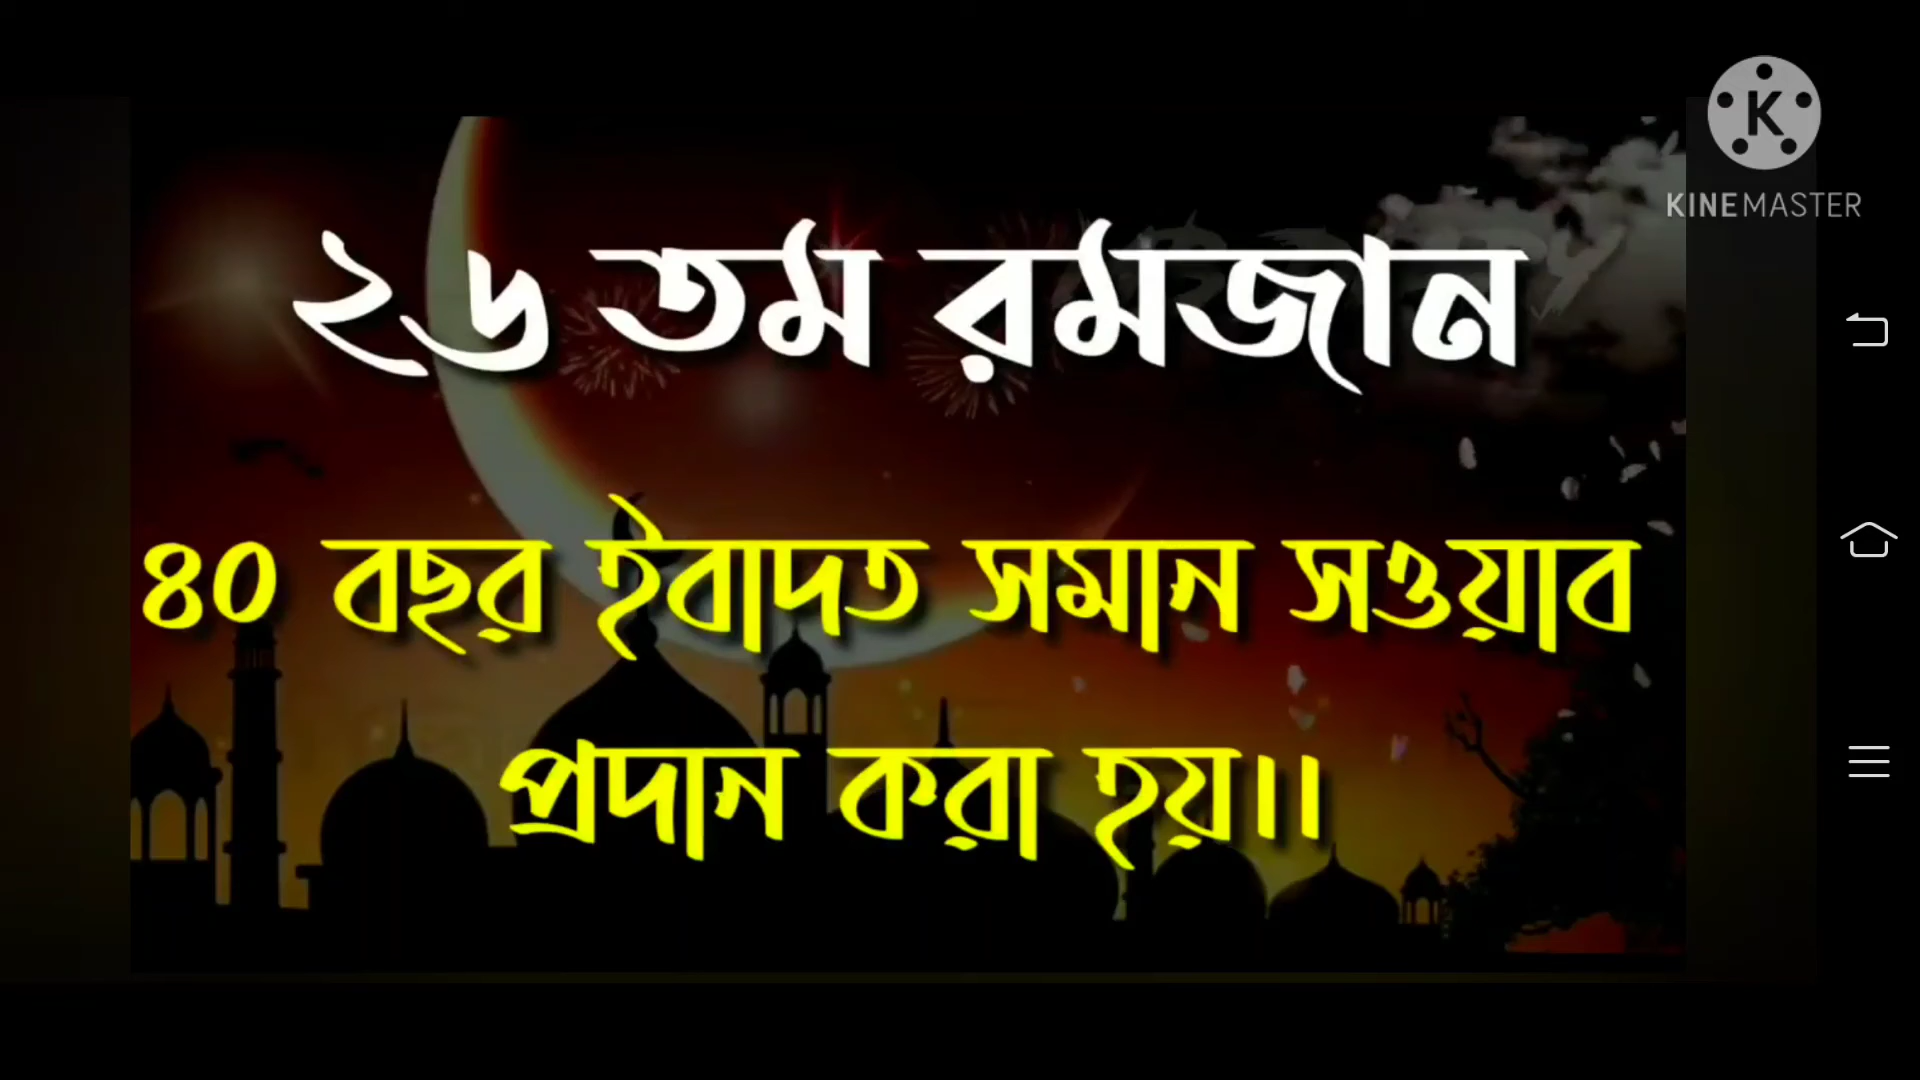 ২৬ তম রমজান
৪০ বছর ইবাদত সমান সওয়াব
প্রদান করা হয়।।
K
KINEMASTER